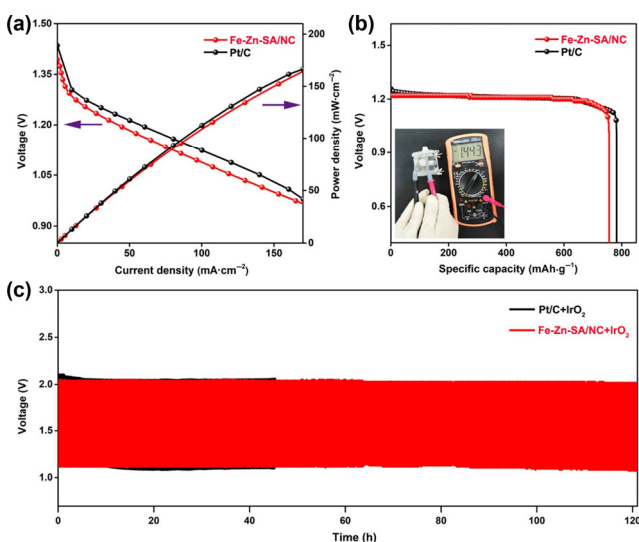 (a)
Fe-Zn-SA/NC
Pt/C
1.50
1.35
1.20
1.05
0.90
Voltage (V)
200
150
100
50
0
Power density (mW·cm⁻²)
0 50 100 150
Current density (mA·cm⁻²)
(b)
Fe-Zn-SA/NC
Pt/C
1.5
1.2
0.9
0.6
Voltage (V)
1.443
0 200 400 600 800
Specific capacity (mAh·g⁻¹)
(c)
Pt/C+IrO₂
Fe-Zn-SA/NC+IrO₂
3.0
2.5
2.0
1.5
1.0
Voltage (V)
0 20 40 60 80 100 120
Time (h)